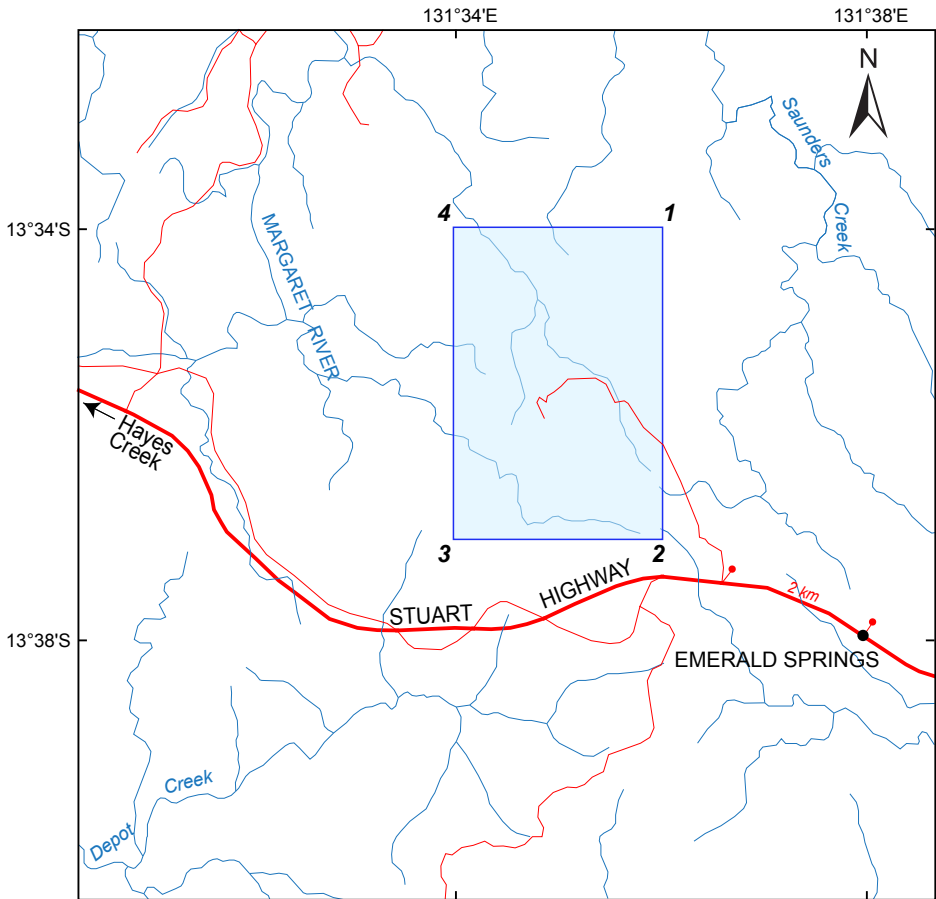 131°34'E
131°38'E
N
Saunders
Creek
4
1
13°34'S
MARGARET RIVER
Hayes
Creek
3
2
HIGHWAY
2 km
STUART
13°38'S
EMERALD SPRINGS
Creek
Depot